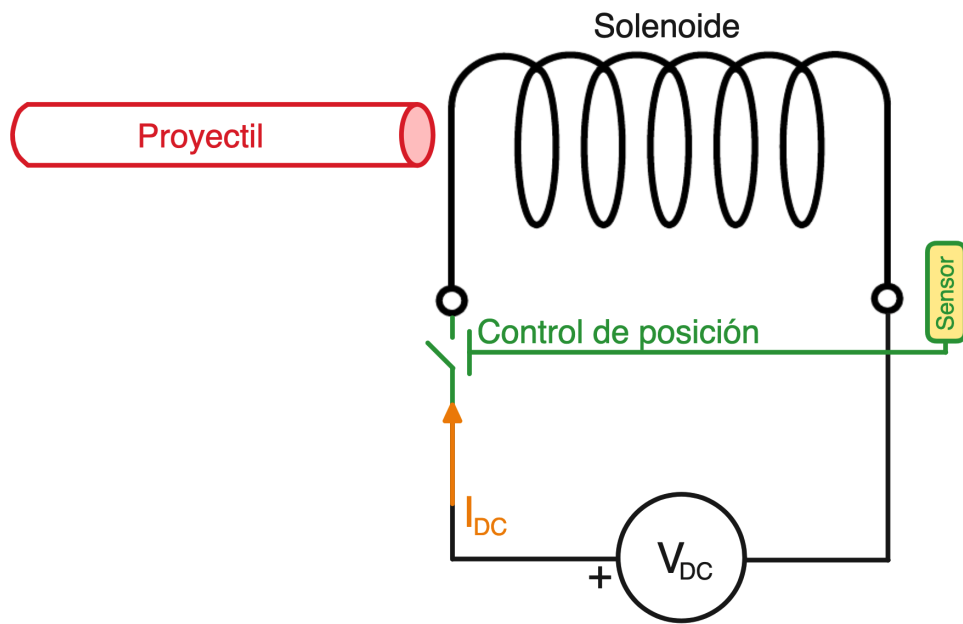 Solenoide
Proyectil
Sensor
Control de posición
I_DC
+
V_DC